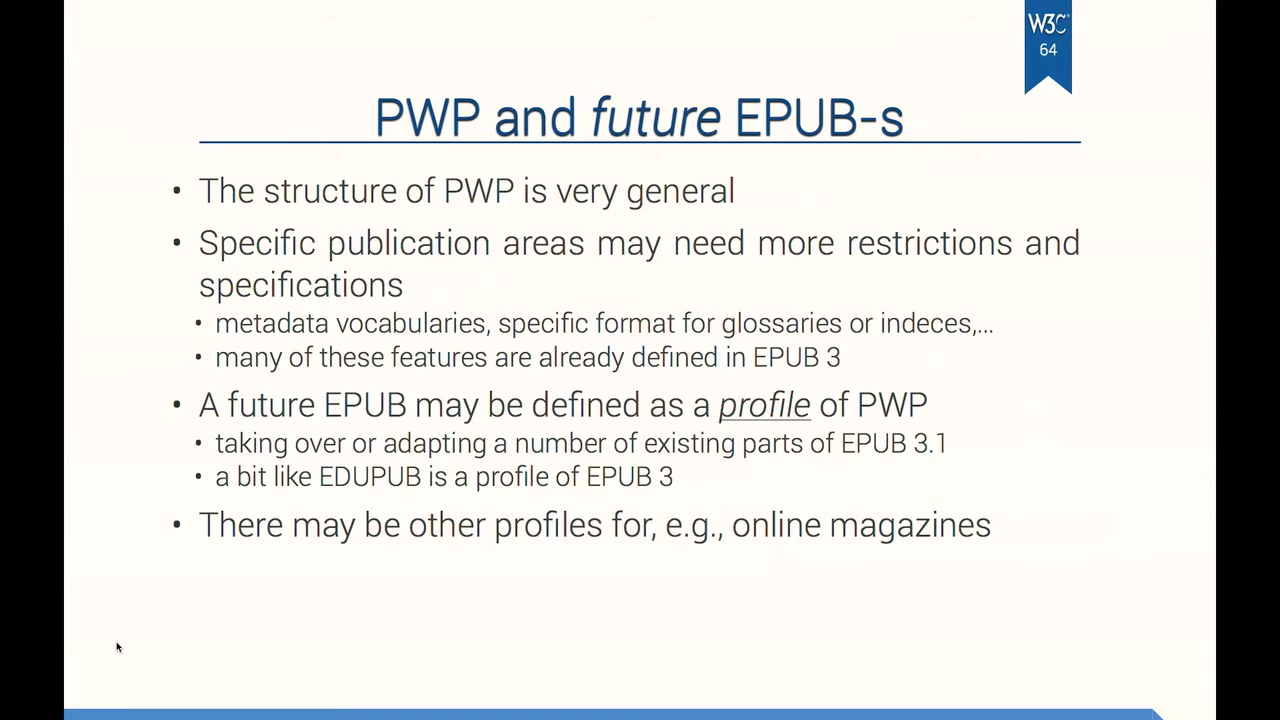 W3C®
64
PWP and future EPUB-s
• The structure of PWP is very general
• Specific publication areas may need more restrictions and
specifications
• metadata vocabularies, specific format for glossaries or indeces,...
• many of these features are already defined in EPUB 3
• A future EPUB may be defined as a profile of PWP
• taking over or adapting a number of existing parts of EPUB 3.1
• a bit like EDUPUB is a profile of EPUB 3
• There may be other profiles for, e.g., online magazines